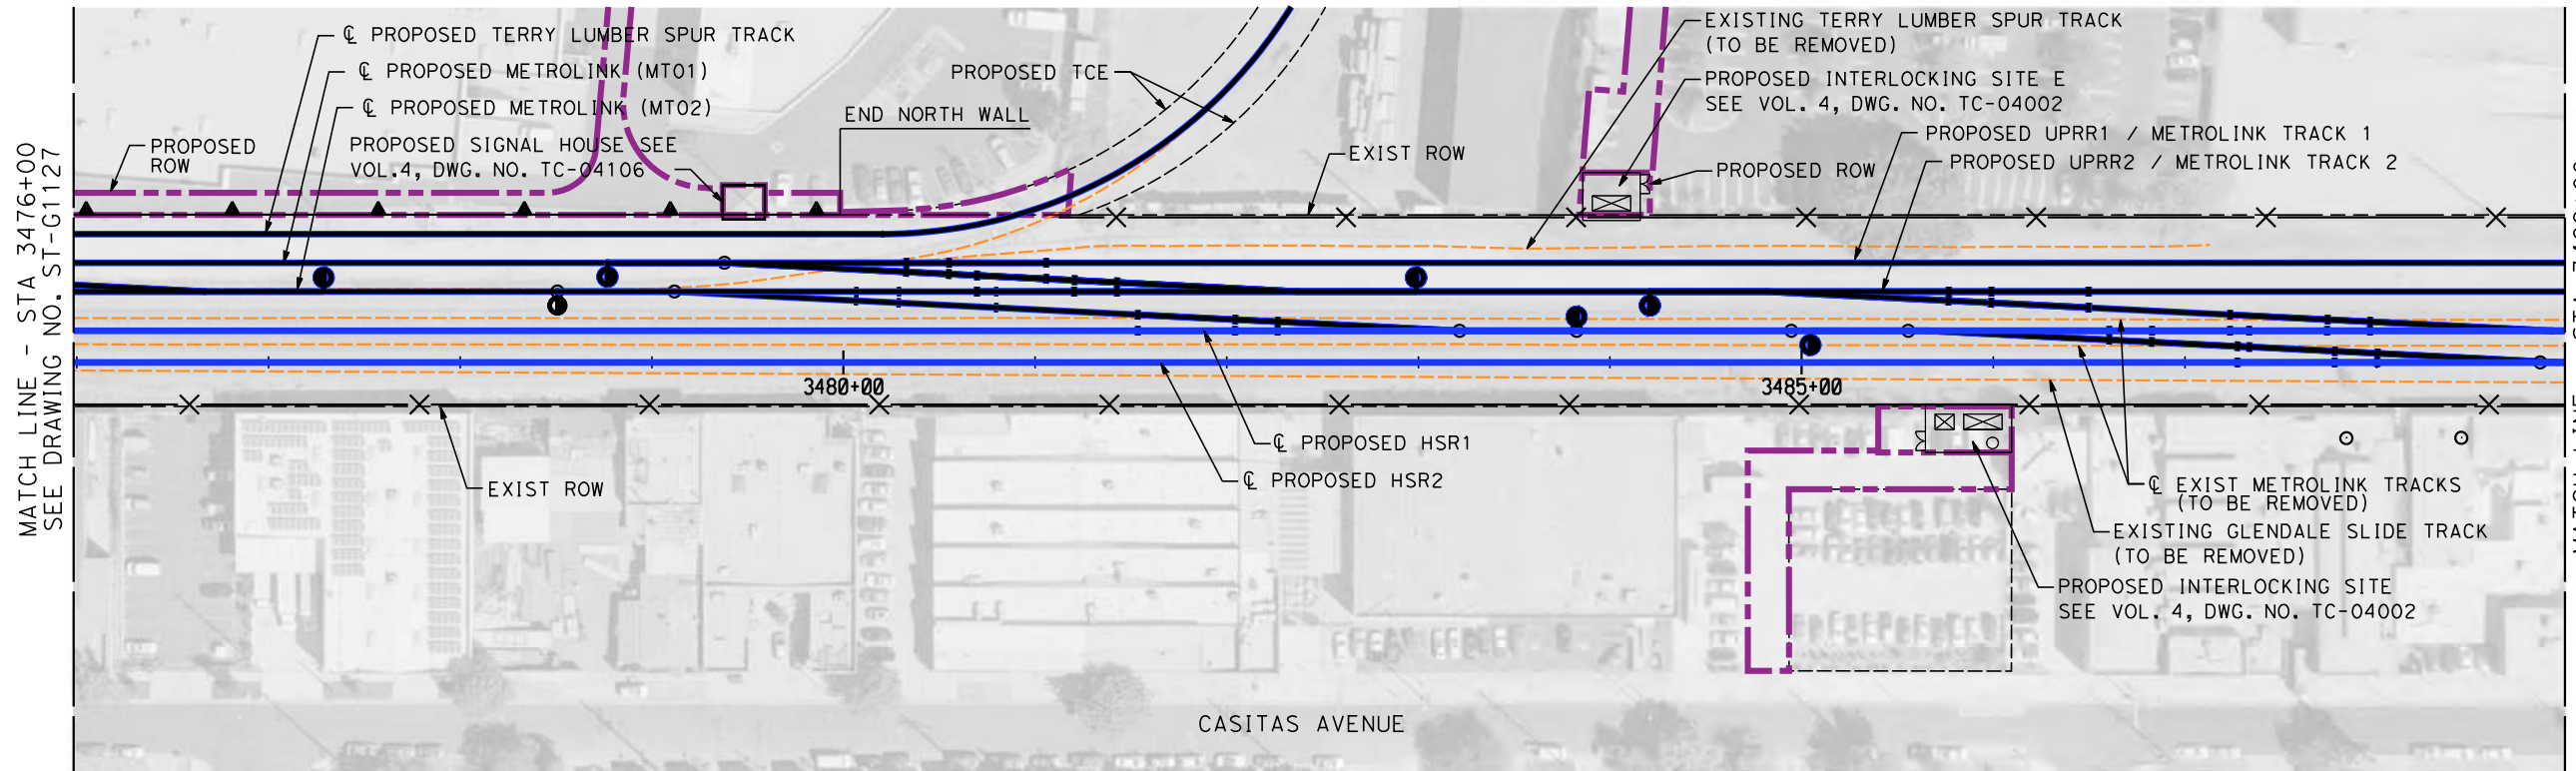 ℄ PROPOSED TERRY LUMBER SPUR TRACK
℄ PROPOSED METROLINK (MT01)
℄ PROPOSED METROLINK (MT02)
PROPOSED SIGNAL HOUSE SEE
VOL.4, DWG. NO. TC-04106
PROPOSED
ROW
PROPOSED TCE
END NORTH WALL
EXIST ROW
EXISTING TERRY LUMBER SPUR TRACK
(TO BE REMOVED)
PROPOSED INTERLOCKING SITE E
SEE VOL. 4, DWG. NO. TC-04002
PROPOSED UPRR1 / METROLINK TRACK 1
PROPOSED UPRR2 / METROLINK TRACK 2
PROPOSED ROW
MATCH LINE - STA 3476+00
SEE DRAWING NO. ST-G1127
3480+00
3485+00
℄ PROPOSED HSR1
℄ PROPOSED HSR2
EXIST ROW
℄ EXIST METROLINK TRACKS
(TO BE REMOVED)
EXISTING GLENDALE SLIDE TRACK
(TO BE REMOVED)
PROPOSED INTERLOCKING SITE
SEE VOL. 4, DWG. NO. TC-04002
CASITAS AVENUE